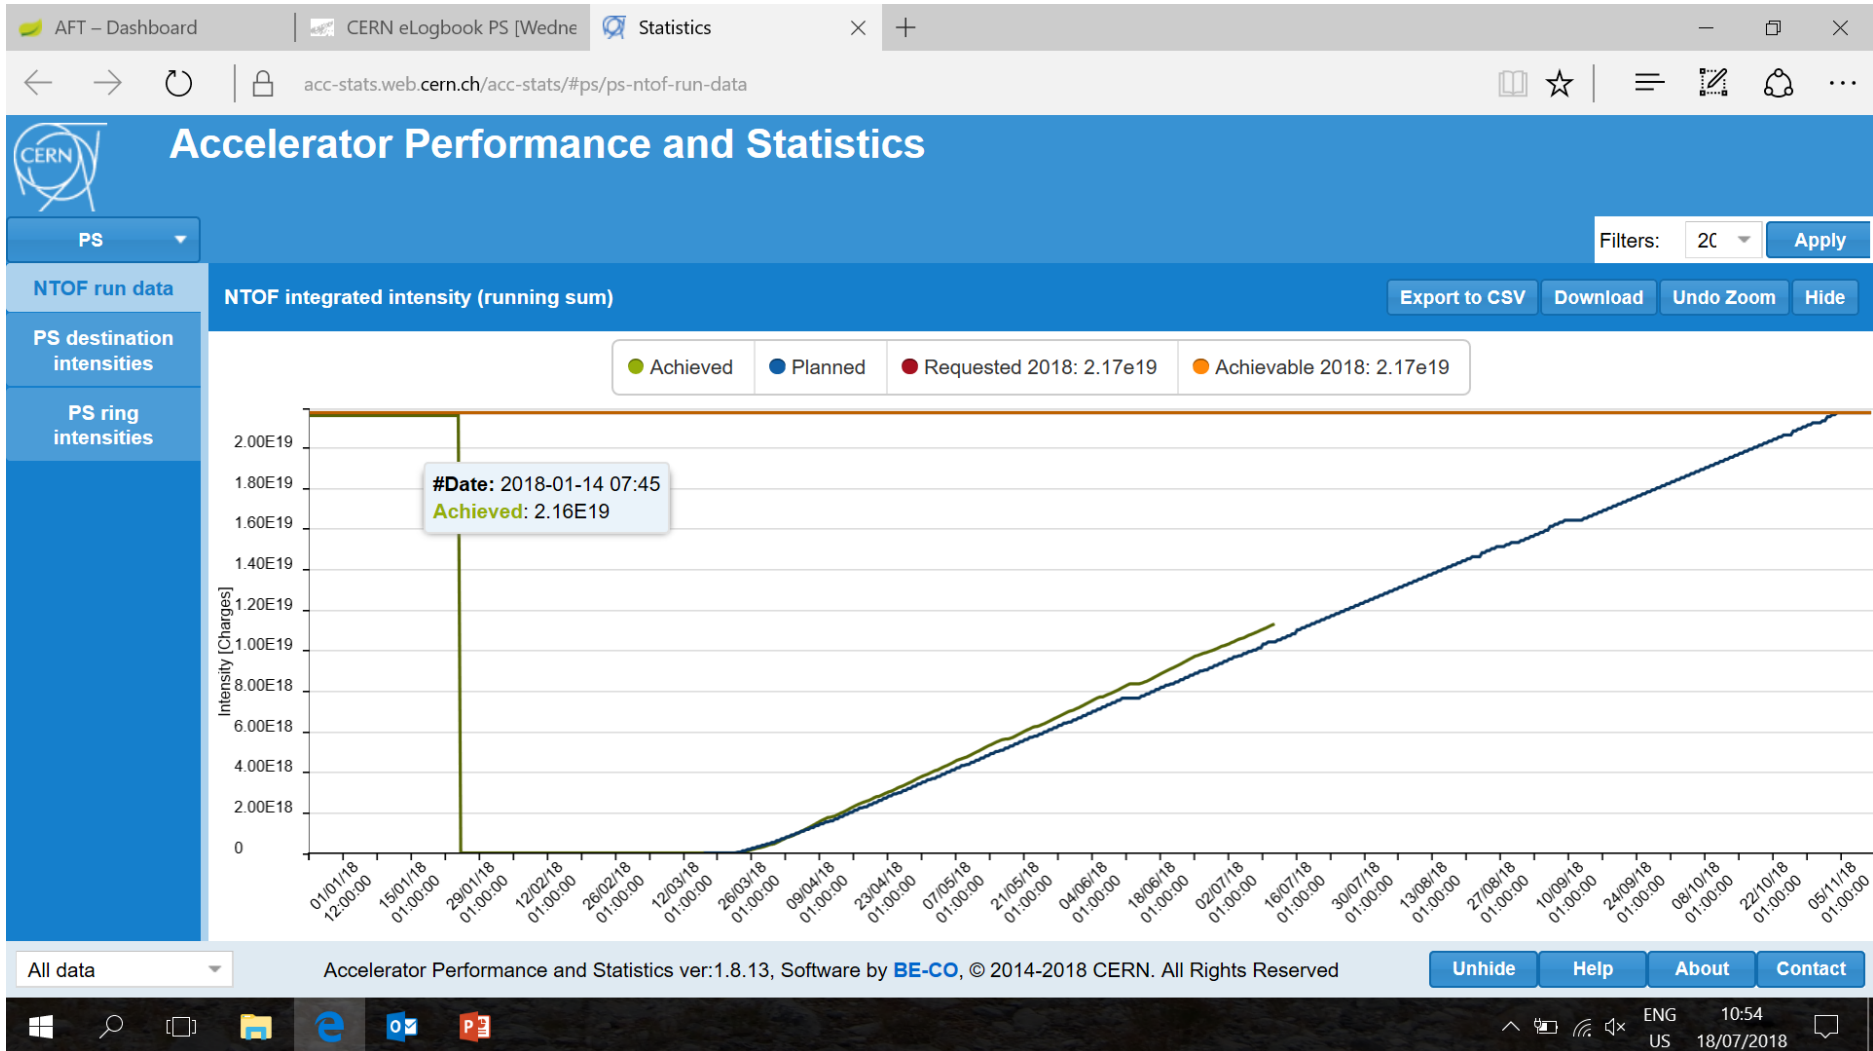 AFT – Dashboard
CERN eLogbook PS [Wedne
Statistics
acc-stats.web.cern.ch/acc-stats/#ps/ps-ntof-run-data
CERN
Accelerator Performance and Statistics
PS
Filters:
20
Apply
NTOF run data
PS destination
intensities
PS ring
intensities
NTOF integrated intensity (running sum)
Export to CSV
Download
Undo Zoom
Hide
Achieved
Planned
Requested 2018: 2.17e19
Achievable 2018: 2.17e19
#Date: 2018-01-14 07:45
Achieved: 2.16E19
Intensity [Charges]
2.00E19
1.80E19
1.60E19
1.40E19
1.20E19
1.00E19
8.00E18
6.00E18
4.00E18
2.00E18
0
01/01/18
12:00:00
15/01/18
01:00:00
29/01/18
01:00:00
12/02/18
01:00:00
26/02/18
01:00:00
12/03/18
01:00:00
26/03/18
01:00:00
09/04/18
01:00:00
23/04/18
01:00:00
07/05/18
01:00:00
21/05/18
01:00:00
04/06/18
01:00:00
18/06/18
01:00:00
02/07/18
01:00:00
16/07/18
01:00:00
30/07/18
01:00:00
13/08/18
01:00:00
27/08/18
01:00:00
10/09/18
01:00:00
24/09/18
01:00:00
08/10/18
01:00:00
22/10/18
01:00:00
05/11/18
01:00:00
All data
Accelerator Performance and Statistics ver:1.8.13, Software by BE-CO, © 2014-2018 CERN. All Rights Reserved
Unhide
Help
About
Contact
ENG
US
10:54
18/07/2018